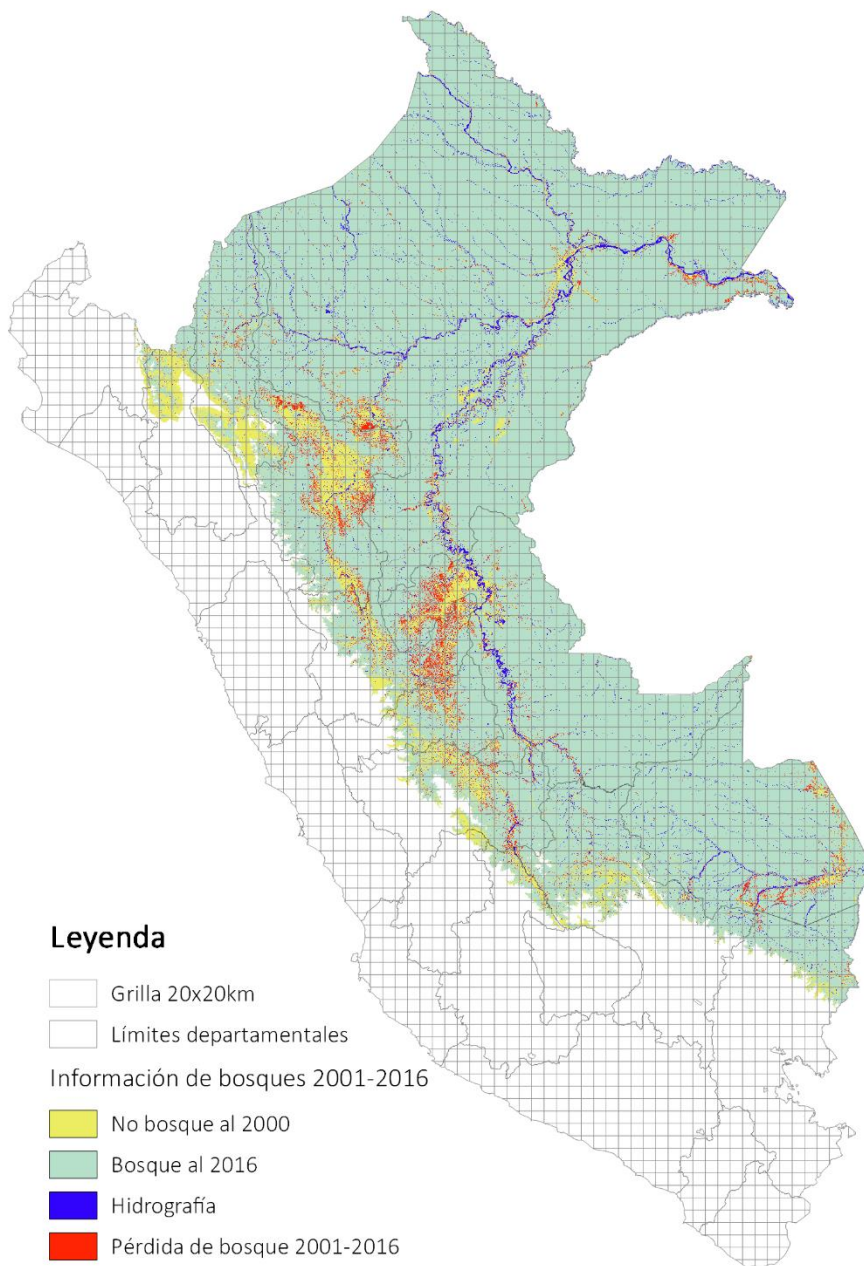 Leyenda
Grilla 20x20km
Límites departamentales
Información de bosques 2001-2016
No bosque al 2000
Bosque al 2016
Hidrografía
Pérdida de bosque 2001-2016